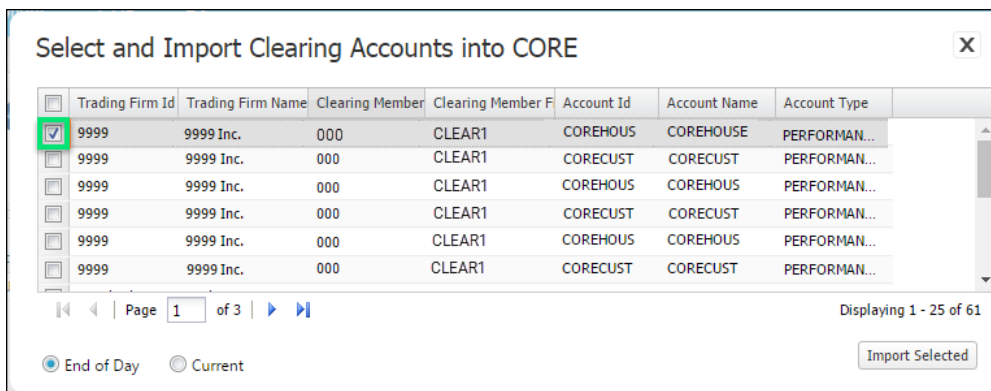 Select and Import Clearing Accounts into CORE X
Trading Firm Id Trading Firm Name Clearing Member Clearing Member F Account Id Account Name Account Type
9999 9999 Inc. 000 CLEAR1 COREHOUS COREHOUSE PERFORMAN...
9999 9999 Inc. 000 CLEAR1 CORECUST CORECUST PERFORMAN...
9999 9999 Inc. 000 CLEAR1 COREHOUS COREHOUS PERFORMAN...
9999 9999 Inc. 000 CLEAR1 CORECUST CORECUST PERFORMAN...
9999 9999 Inc. 000 CLEAR1 COREHOUS COREHOUS PERFORMAN...
9999 9999 Inc. 000 CLEAR1 CORECUST CORECUST PERFORMAN...
Page 1 of 3 Displaying 1 - 25 of 61
End of Day Current Import Selected